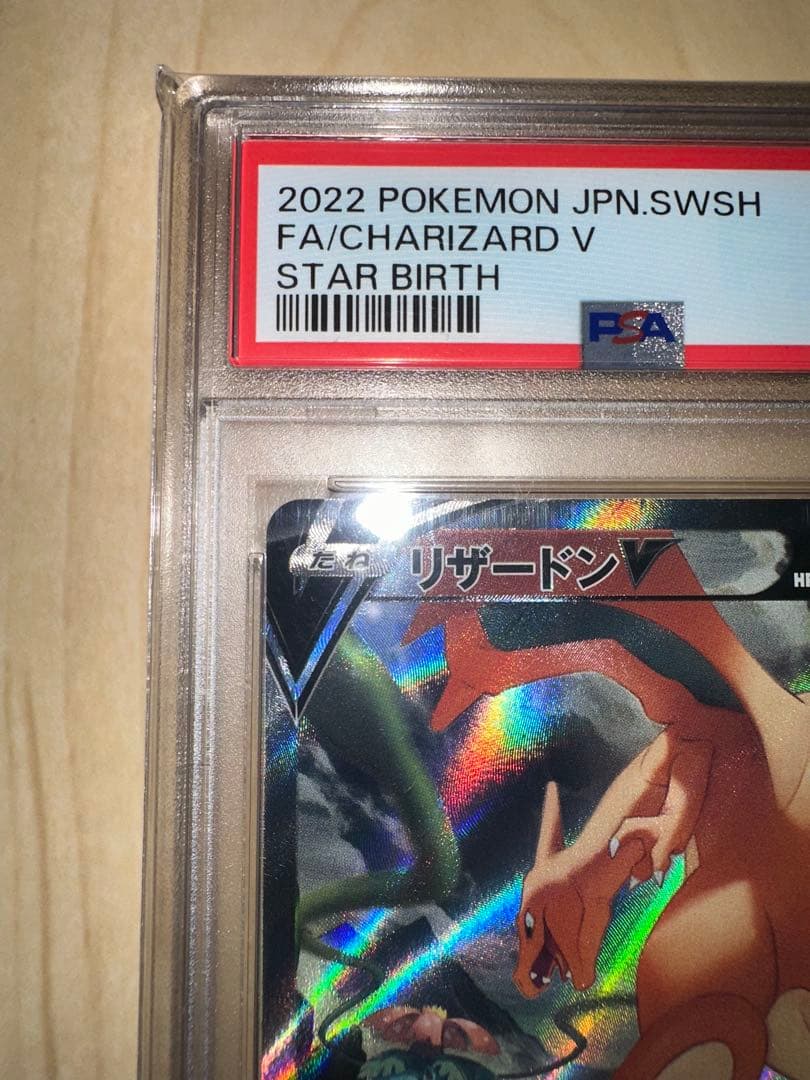 2022 POKEMON JPN.SWSH
FA/CHARIZARD V
STAR BIRTH
PSA
たね リザードンV